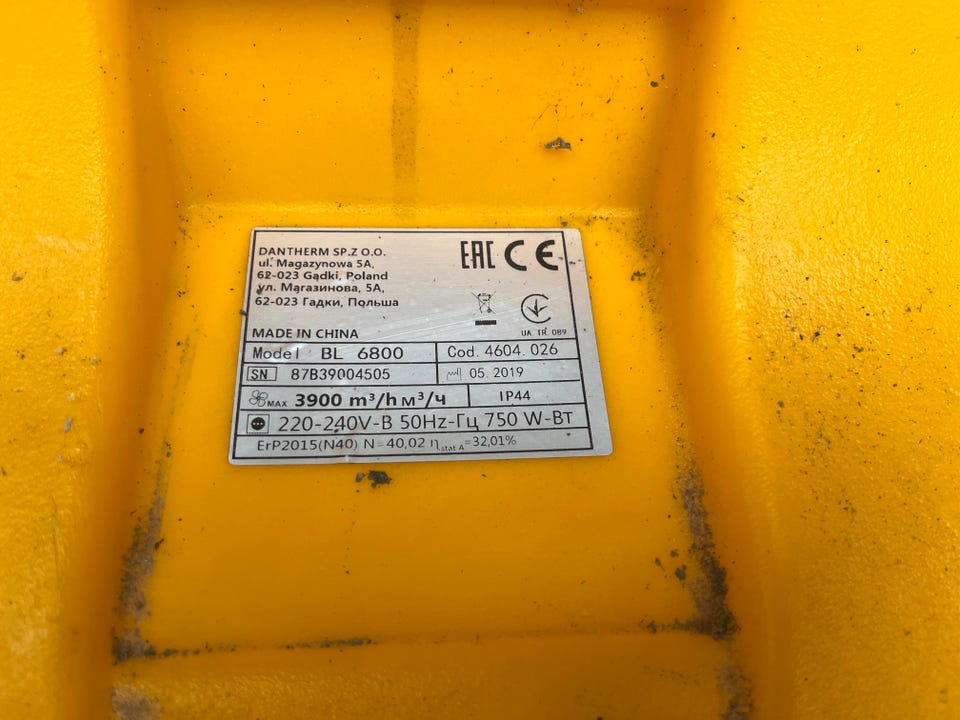 DANTHERM SP.Z O.O.
ul. Magazynowa 5A,
62-023 Gądki, Poland
ул. Магазинова, 5А,
62-023 Гадки, Польша
MADE IN CHINA
EAC CE
UA TR. 089
Model BL 6800
Cod. 4604.026
SN 87B39004505
05.2019
MAX 3900 m³/h м³/ч
IP44
220-240V-В 50Hz-Гц 750 W-Вт
ErP2015(N40) N=40,02 η stat A=32,01%